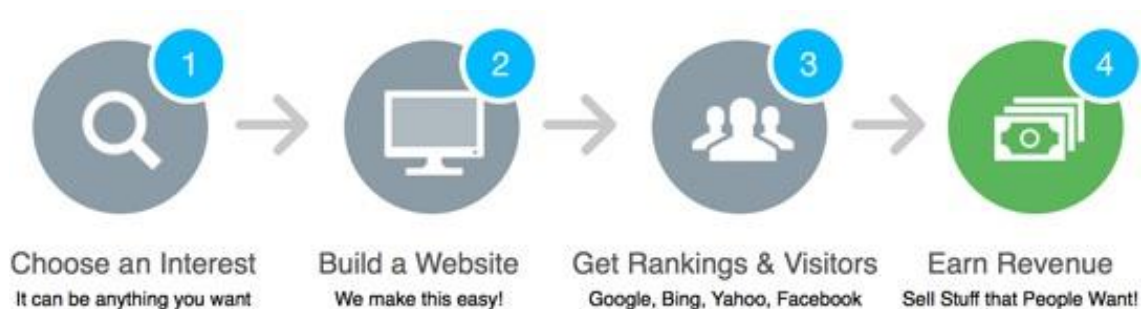 1
2
3
4
Choose an Interest
It can be anything you want
Build a Website
We make this easy!
Get Rankings & Visitors
Google, Bing, Yahoo, Facebook
Earn Revenue
Sell Stuff that People Want!